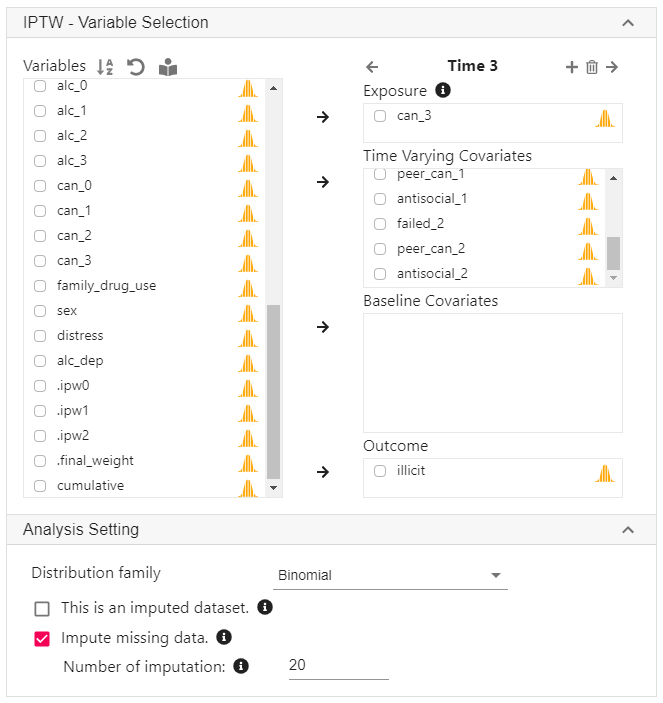 IPTW - Variable Selection
Variables
alc_0
alc_1
alc_2
alc_3
can_0
can_1
can_2
can_3
family_drug_use
sex
distress
alc_dep
.ipw0
.ipw1
.ipw2
.final_weight
cumulative
Time 3
Exposure
can_3
Time Varying Covariates
peer_can_1
antisocial_1
failed_2
peer_can_2
antisocial_2
Baseline Covariates
Outcome
illicit
Analysis Setting
Distribution family Binomial
This is an imputed dataset.
Impute missing data.
Number of imputation: 20